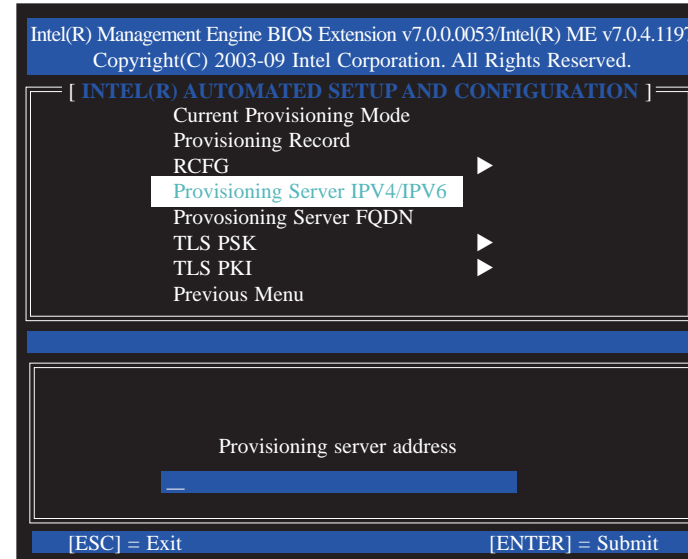 Intel(R) Management Engine BIOS Extension v7.0.0.0053/Intel(R) ME v7.0.4.1197
Copyright(C) 2003-09 Intel Corporation. All Rights Reserved.
[ INTEL(R) AUTOMATED SETUP AND CONFIGURATION ]
Current Provisioning Mode
Provisioning Record
RCFG ▶
Provisioning Server IPV4/IPV6
Provosioning Server FQDN
TLS PSK ▶
TLS PKI ▶
Previous Menu
Provisioning server address
_
[ESC] = Exit [ENTER] = Submit